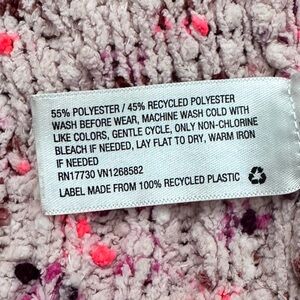 55% POLYESTER / 45% RECYCLED POLYESTER
WASH BEFORE WEAR, MACHINE WASH COLD WITH
LIKE COLORS, GENTLE CYCLE, ONLY NON-CHLORINE
BLEACH IF NEEDED, LAY FLAT TO DRY, WARM IRON
IF NEEDED
RN17730 VN1268582
LABEL MADE FROM 100% RECYCLED PLASTIC